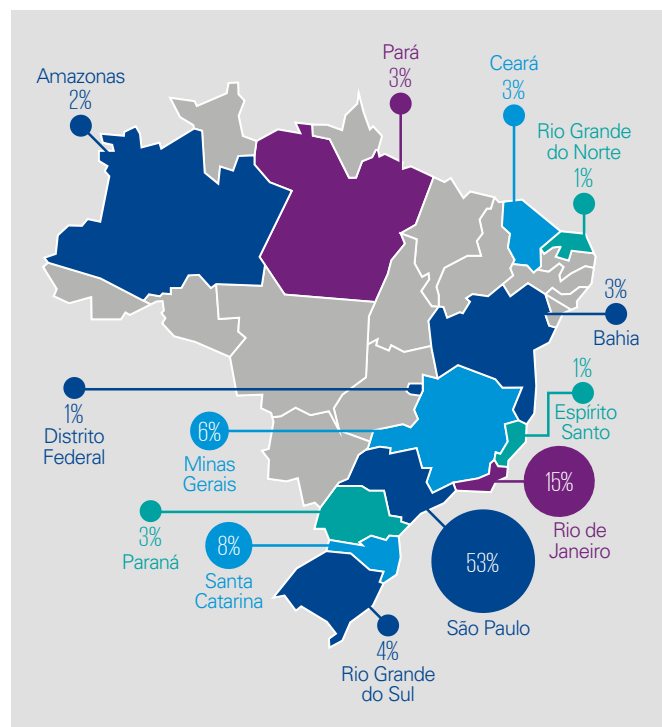 Amazonas
2%
Pará
3%
Ceará
3%
Rio Grande
do Norte
1%
3%
Bahia
1%
Espírito
Santo
1%
Distrito
Federal
6%
Minas
Gerais
15%
Rio de
Janeiro
3%
Paraná
8%
Santa
Catarina
53%
São Paulo
4%
Rio Grande
do Sul